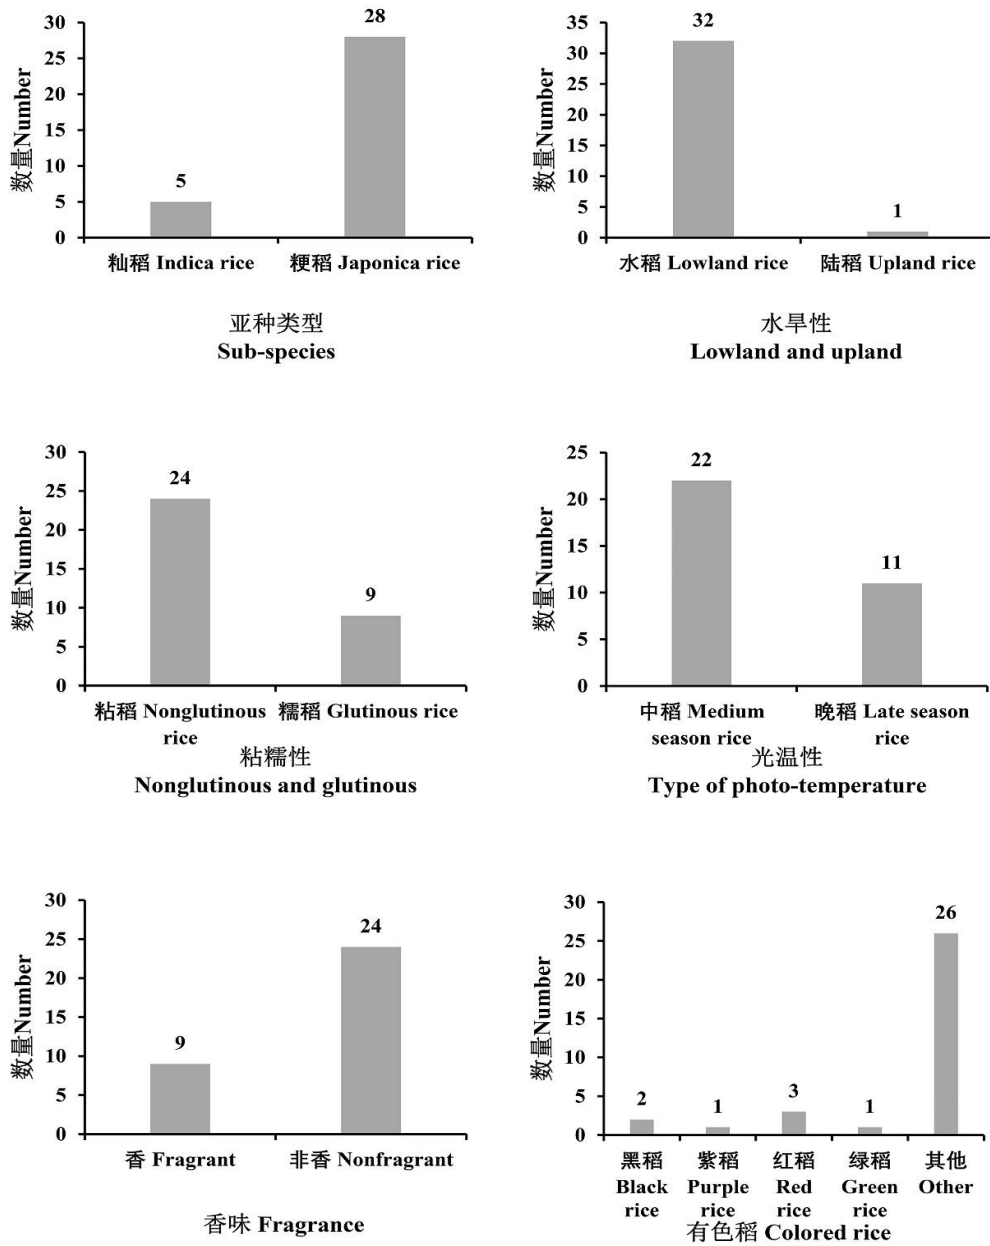 30
25
20
15
10
5
0
数量Number
5
28
籼稻 Indica rice
粳稻 Japonica rice
亚种类型
Sub-species
35
30
25
20
15
10
5
0
数量Number
32
1
水稻 Lowland rice
陆稻 Upland rice
水旱性
Lowland and upland
30
25
20
15
10
5
0
数量Number
24
9
粘稻 Nonglutinous
rice
糯稻 Glutinous rice
粘糯性
Nonglutinous and glutinous
25
20
15
10
5
0
数量Number
22
11
中稻 Medium
season rice
晚稻 Late season
rice
光温性
Type of photo-temperature
30
25
20
15
10
5
0
数量Number
9
24
香 Fragrant
非香 Nonfragrant
香味 Fragrance
30
25
20
15
10
5
0
数量Number
2
1
3
1
26
黑稻
Black
rice
紫稻
Purple
rice
红稻
Red
rice
绿稻
Green
rice
其他
Other
有色稻 Colored rice